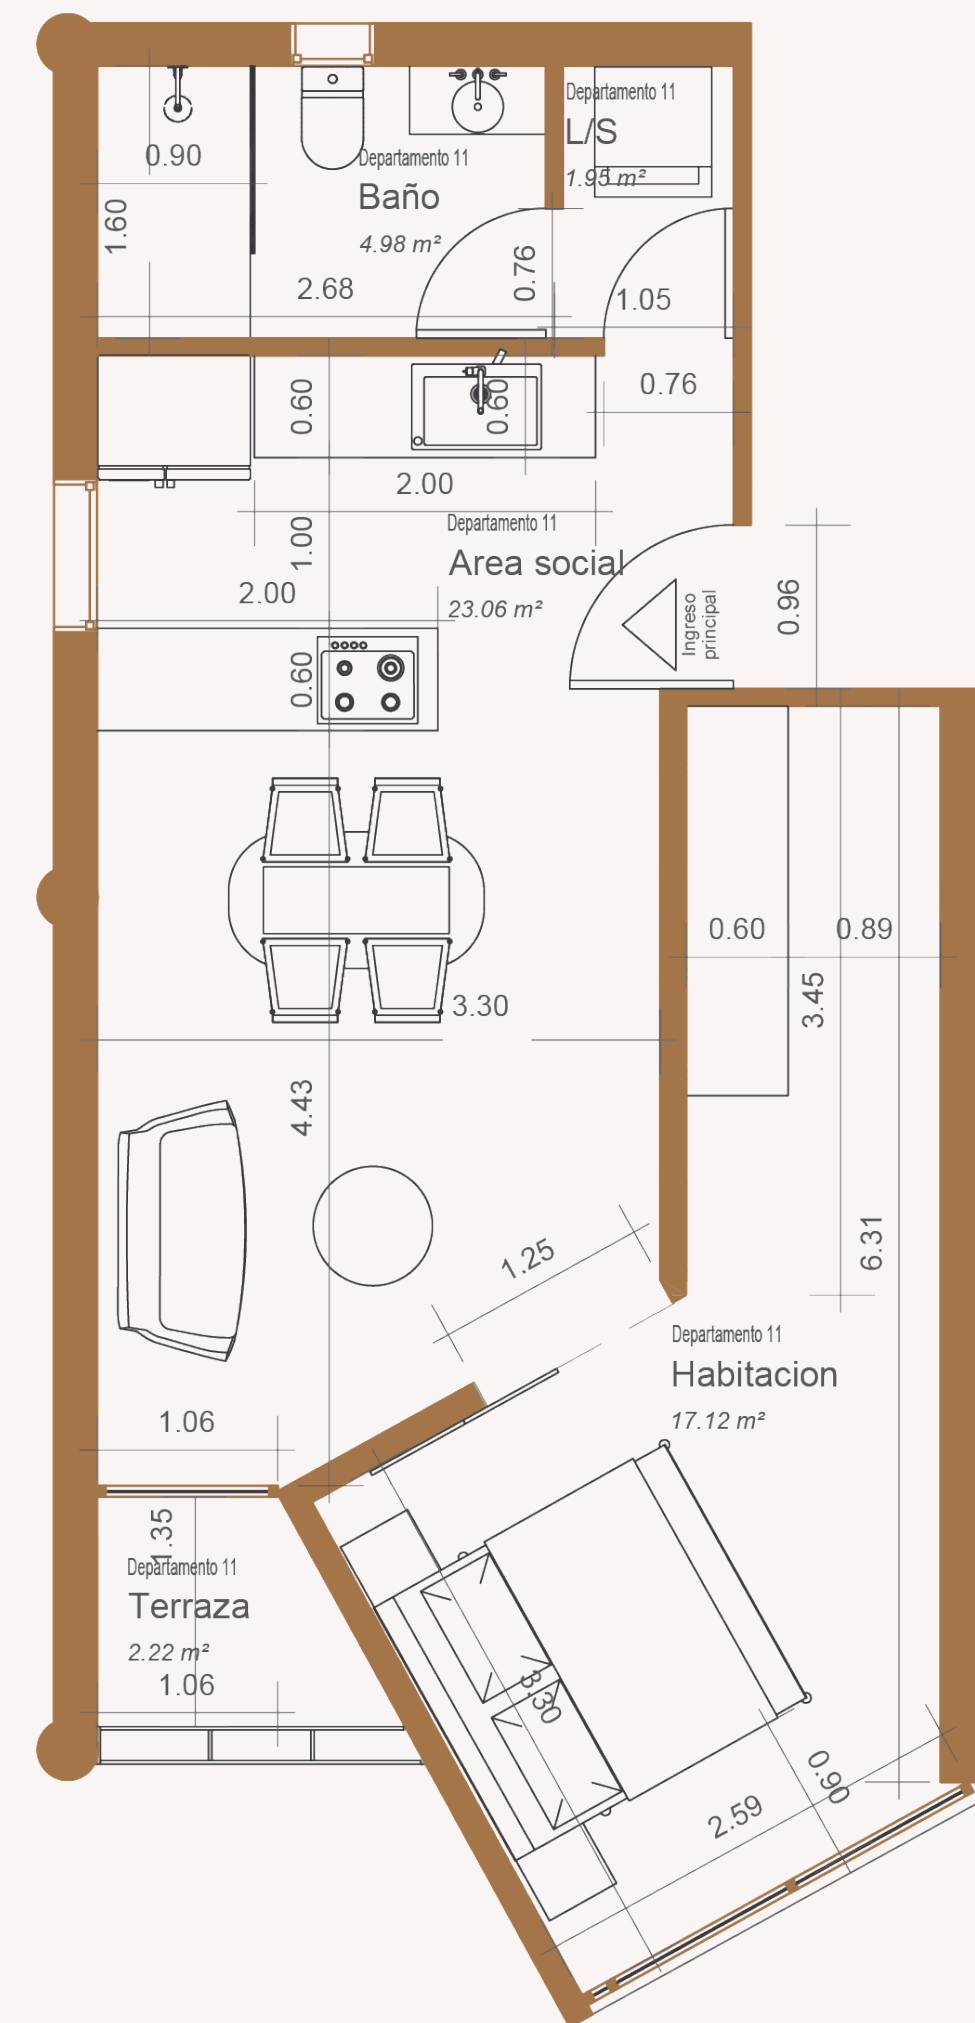 Departamento 11
L/S
1.95 m²
0.90
Departamento 11
Baño
4.98 m²
1.60
2.68
0.76
1.05
0.60
0.60
0.76
2.00
1.00
Departamento 11
Area social
23.06 m²
2.00
0.96
Ingreso
principal
0.60
0.60
0.89
3.45
3.30
4.43
6.31
1.25
Departamento 11
Habitacion
17.12 m²
1.06
1.35
Departamento 11
Terraza
2.22 m²
1.06
3.30
0.90
2.59